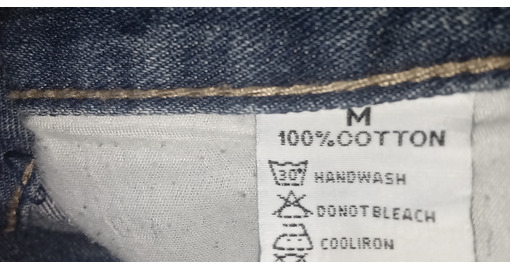 M
100%COTTON
30° HANDWASH
DONOTBLEACH
COOLIRON